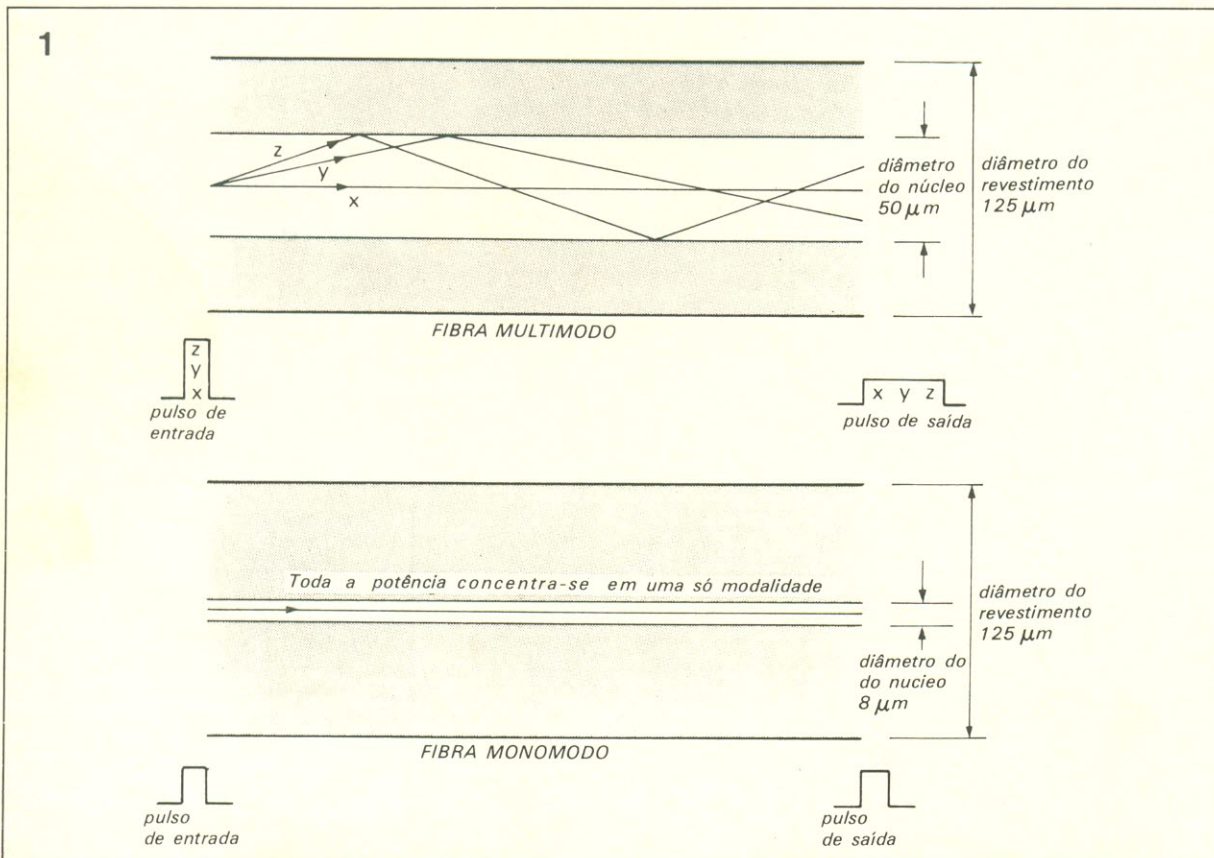 1
z
y
x
diâmetro
do núcleo
50 μm
diâmetro do
revestimento
125 μm
FIBRA MULTIMODO
z
y
x
pulso de
entrada
x y z
pulso de saída
Toda a potência concentra-se em uma só modalidade
diâmetro do
revestimento
125 μm
diâmetro do
do nucieo
8 μm
FIBRA MONOMODO
pulso
de entrada
pulso
de saída